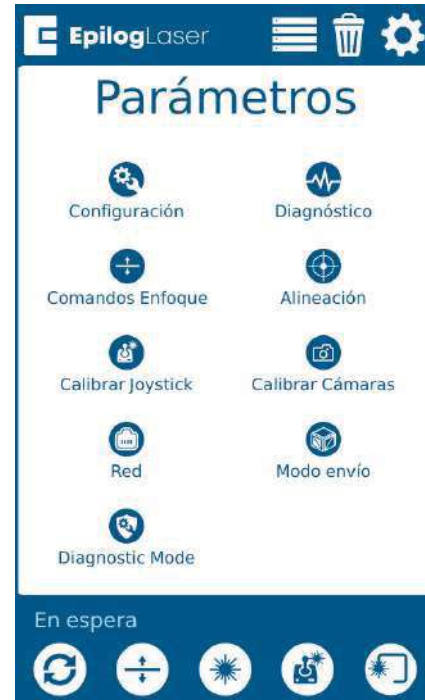 EpilogLaser
Parámetros
Configuración
Diagnóstico
Comandos Enfoque
Alineación
Calibrar Joystick
Calibrar Cámaras
Red
Modo envío
Diagnostic Mode
En espera